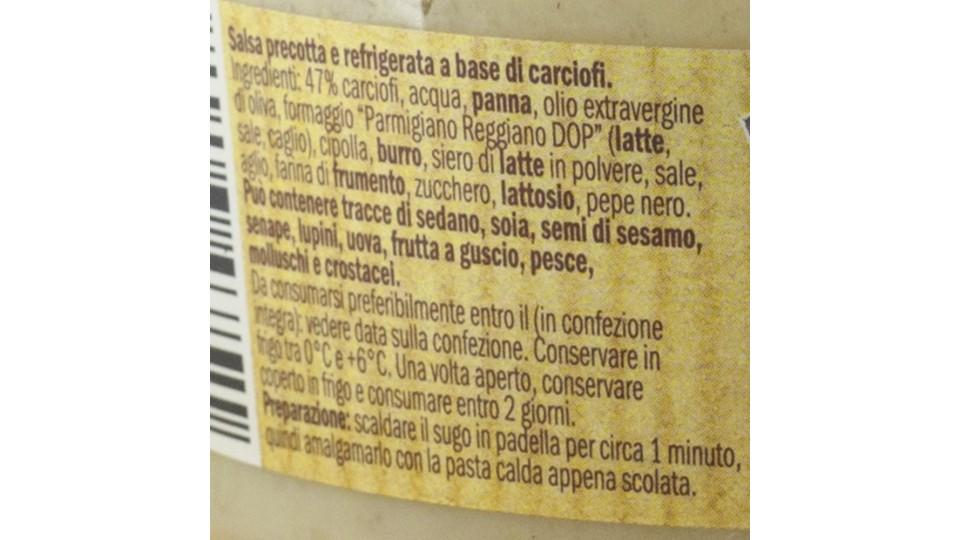 Salsa precotta e refrigerata a base di carciofi.
Ingredienti: 47% carciofi, acqua, panna, olio extravergine
di oliva, formaggio "Parmigiano Reggiano DOP" (latte,
sale, caglio), cipolla, burro, siero di latte in polvere, sale,
aglio, farina di frumento, zucchero, lattosio, pepe nero.
Può contenere tracce di sedano, soia, semi di sesamo,
senape, lupini, uova, frutta a guscio, pesce,
molluschi e crostacei.
Da consumarsi preferibilmente entro il (in confezione
integra): vedere data sulla confezione. Conservare in
frigo tra 0°C e +6°C. Una volta aperto, conservare
coperto in frigo e consumare entro 2 giorni.
Preparazione: scaldare il sugo in padella per circa 1 minuto,
quindi amalgamarlo con la pasta calda appena scolata.